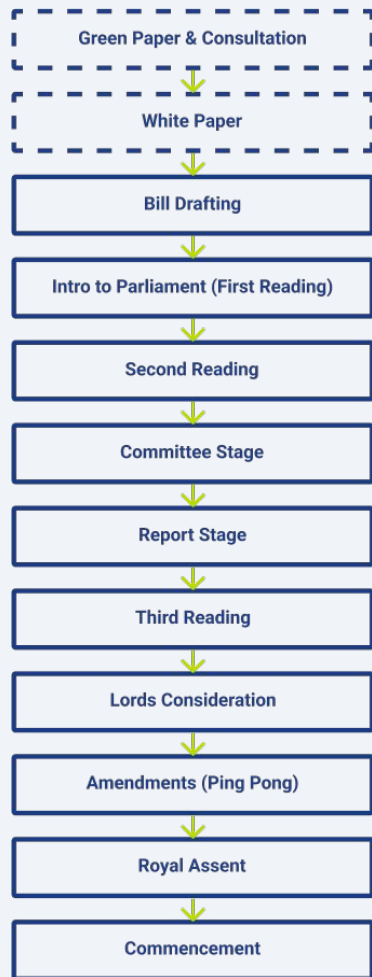 Green Paper & Consultation
White Paper
Bill Drafting
Intro to Parliament (First Reading)
Second Reading
Committee Stage
Report Stage
Third Reading
Lords Consideration
Amendments (Ping Pong)
Royal Assent
Commencement